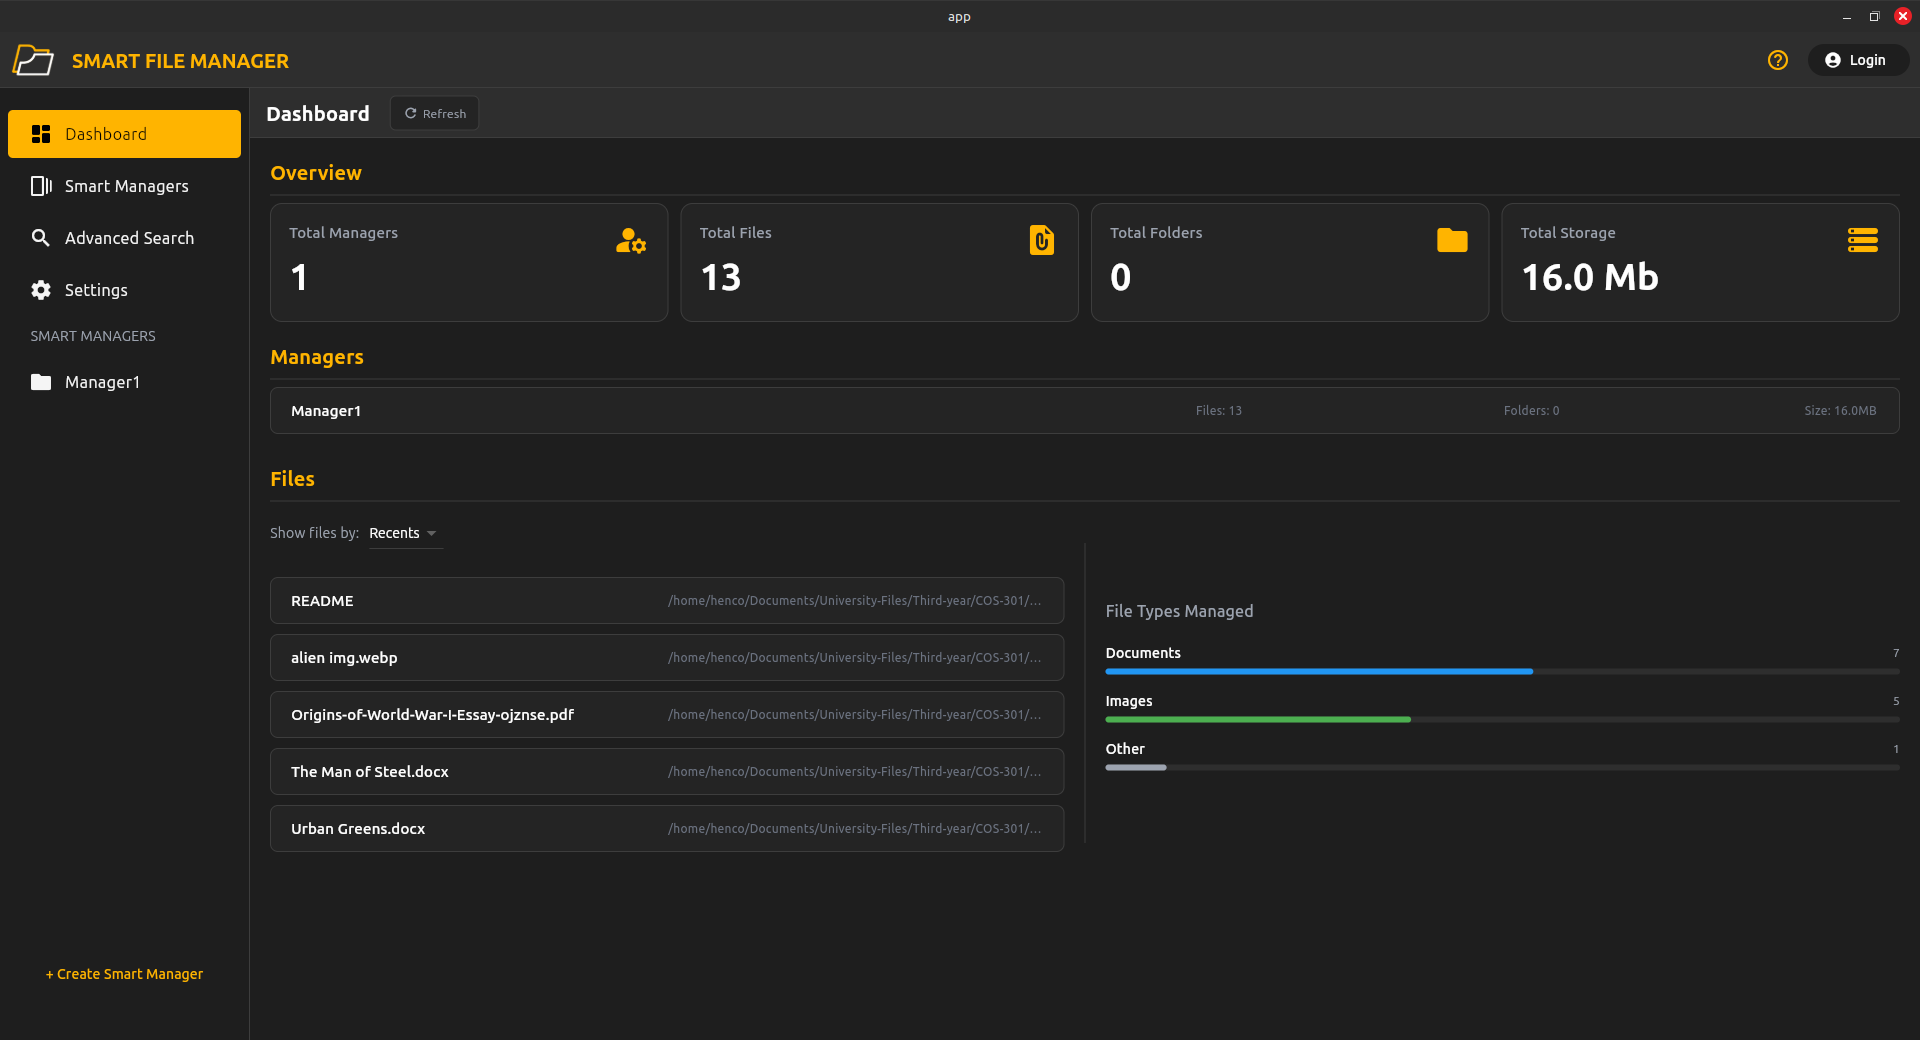 app
SMART FILE MANAGER
Login
Dashboard
Smart Managers
Advanced Search
Settings
SMART MANAGERS
Manager1
+ Create Smart Manager
Dashboard
Refresh
Overview
Total Managers
1
Total Files
13
Total Folders
0
Total Storage
16.0 Mb
Managers
Manager1 Files: 13 Folders: 0 Size: 16.0MB
Files
Show files by: Recents
README /home/henco/Documents/University-Files/Third-year/COS-301/...
alien img.webp /home/henco/Documents/University-Files/Third-year/COS-301/...
Origins-of-World-War-I-Essay-ojznse.pdf /home/henco/Documents/University-Files/Third-year/COS-301/...
The Man of Steel.docx /home/henco/Documents/University-Files/Third-year/COS-301/...
Urban Greens.docx /home/henco/Documents/University-Files/Third-year/COS-301/...
File Types Managed
Documents 7
Images 5
Other 1